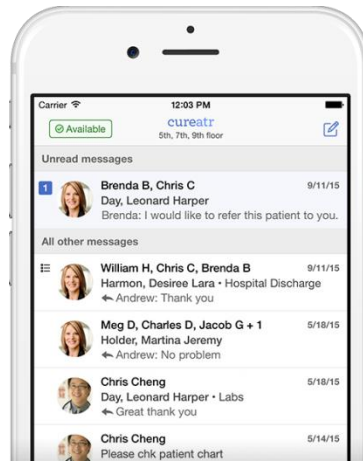 Carrier 12:03 PM
Available cureatr
5th, 7th, 9th floor
Unread messages
1 Brenda B, Chris C 9/11/15
Day, Leonard Harper
Brenda: I would like to refer this patient to you.
All other messages
William H, Chris C, Brenda B 9/11/15
Harmon, Desiree Lara • Hospital Discharge
Andrew: Thank you
Meg D, Charles D, Jacob G + 1 5/18/15
Holder, Martina Jeremy
Andrew: No problem
Chris Cheng 5/18/15
Day, Leonard Harper • Labs
Great thank you
Chris Cheng 5/14/15
Please chk patient chart